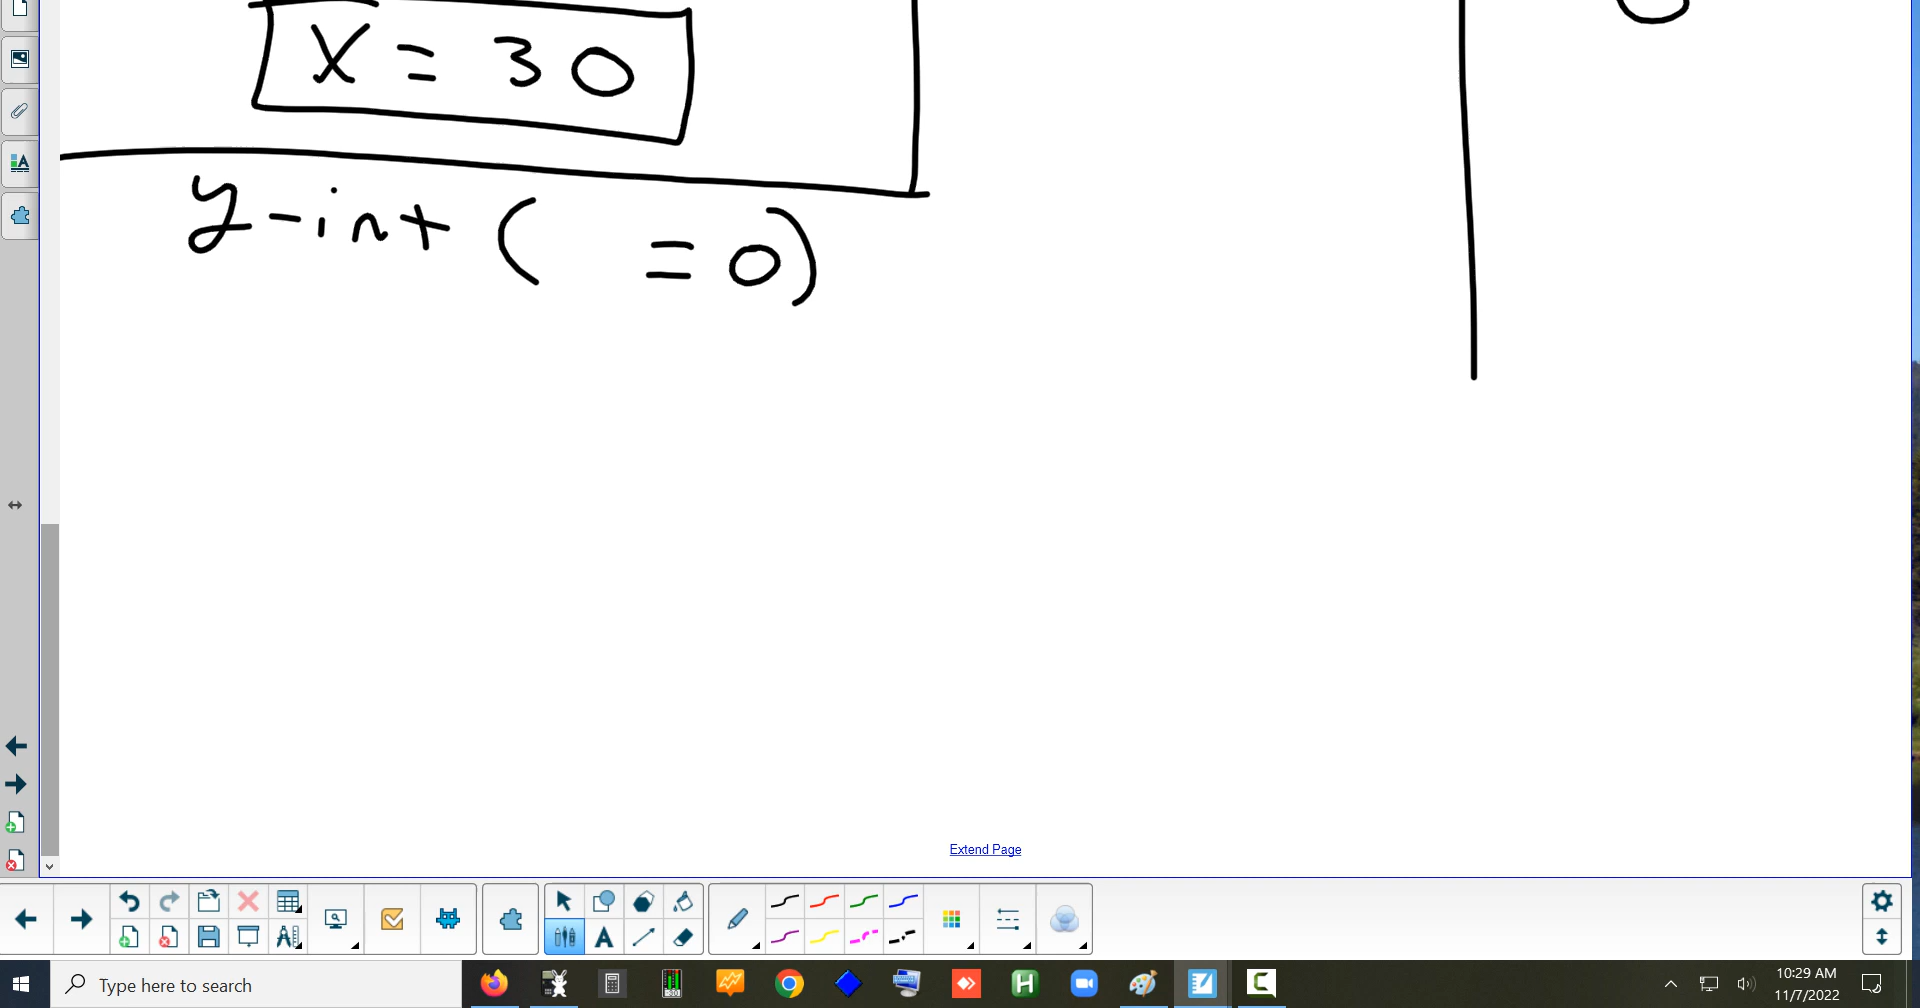 x = 30
y-int ( = 0)
Extend Page
Type here to search
10:29 AM
11/7/2022